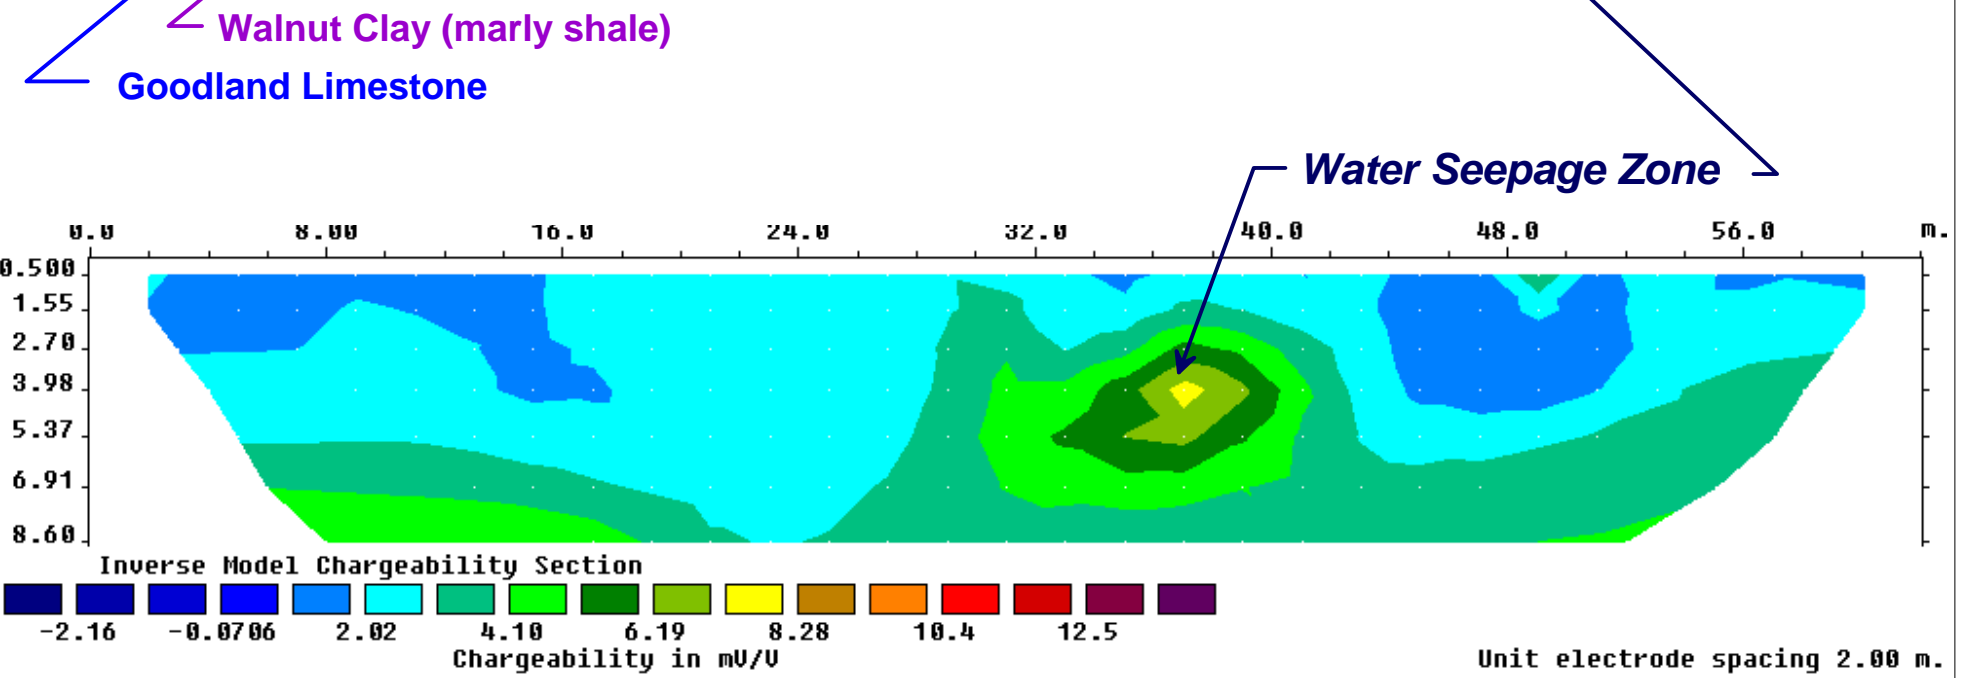 Walnut Clay (marly shale)
Goodland Limestone
Water Seepage Zone
0.0 8.00 16.0 24.0 32.0 40.0 48.0 56.0 m.
0.500
1.55
2.70
3.98
5.37
6.91
8.60
Inverse Model Chargeability Section
-2.16 -0.0706 2.02 4.10 6.19 8.28 10.4 12.5
Chargeability in mV/V
Unit electrode spacing 2.00 m.